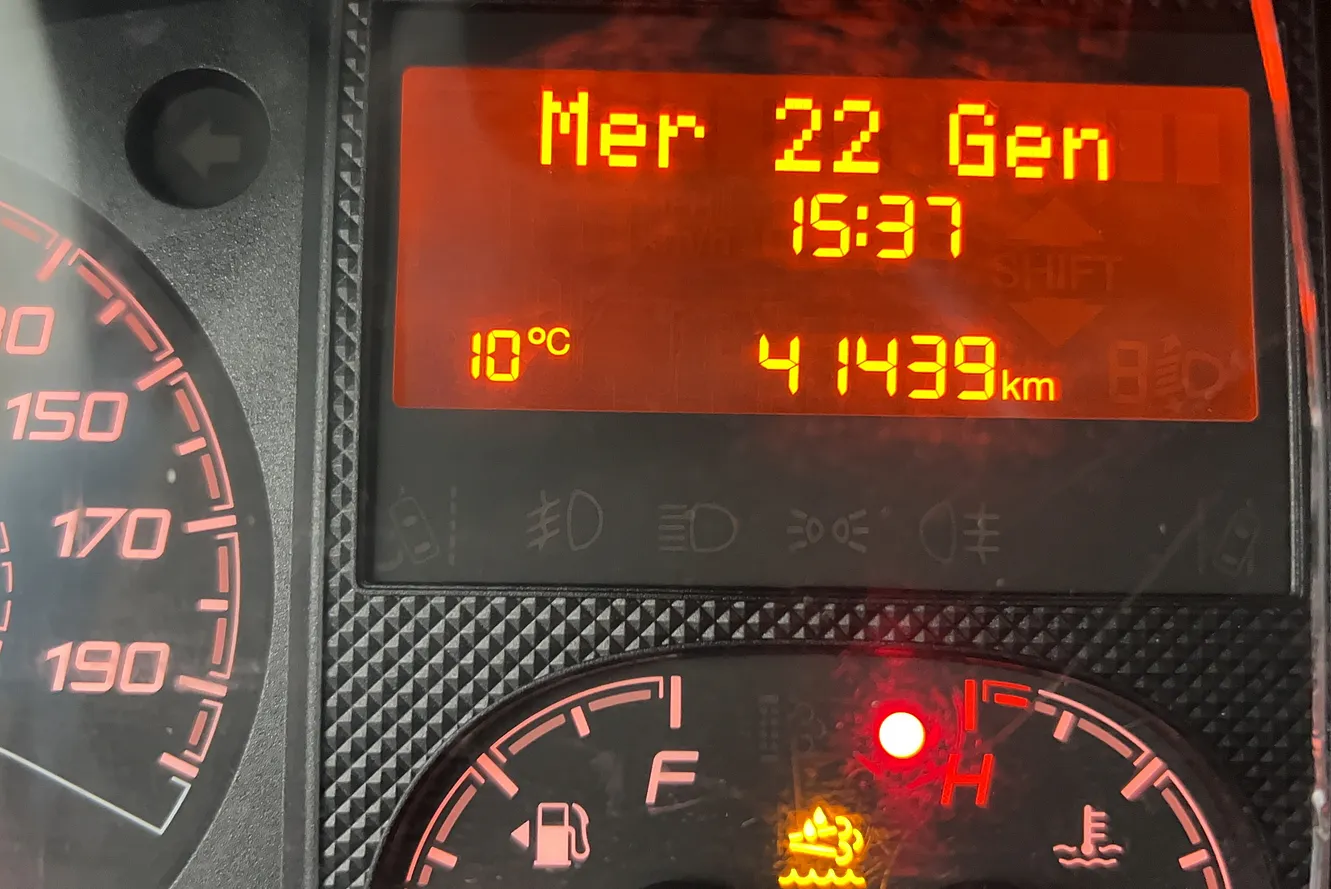 Mer 22 Gen
15:37
SHIFT
10°C 41439km
150
170
190
F
H